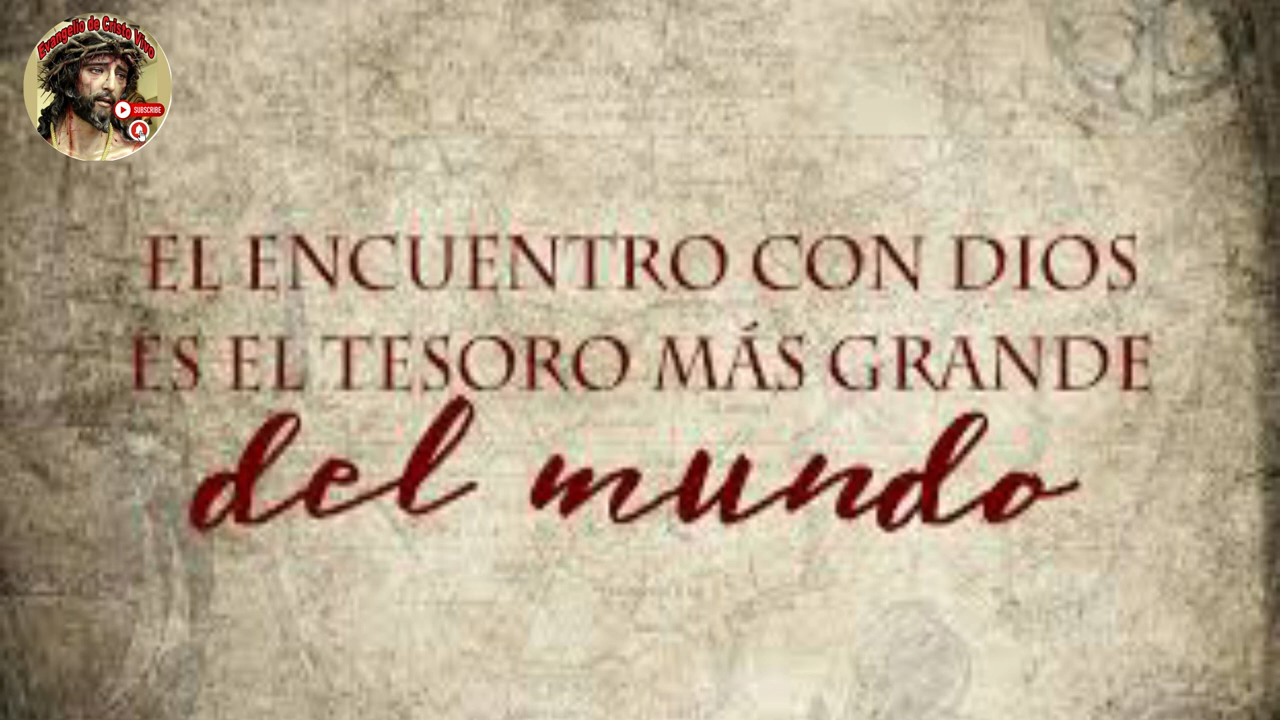 Evangelio de Cristo Vivo
SUBSCRIBE
EL ENCUENTRO CON DIOS
ES EL TESORO MÁS GRANDE
del mundo